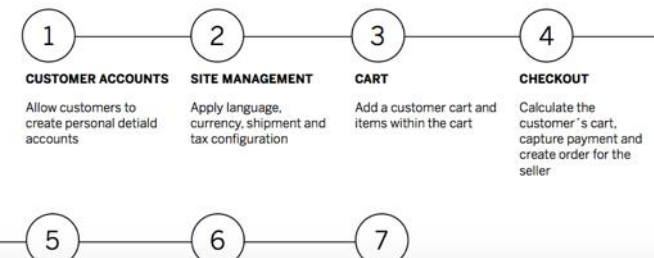 1 2 3 4
CUSTOMER ACCOUNTS SITE MANAGEMENT CART CHECKOUT
Allow customers to Apply language, Add a customer cart and Calculate the
create personal detiald currency, shipment and items within the cart customer´s cart,
accounts tax configuration capture payment and
create order for the
seller
5 6 7